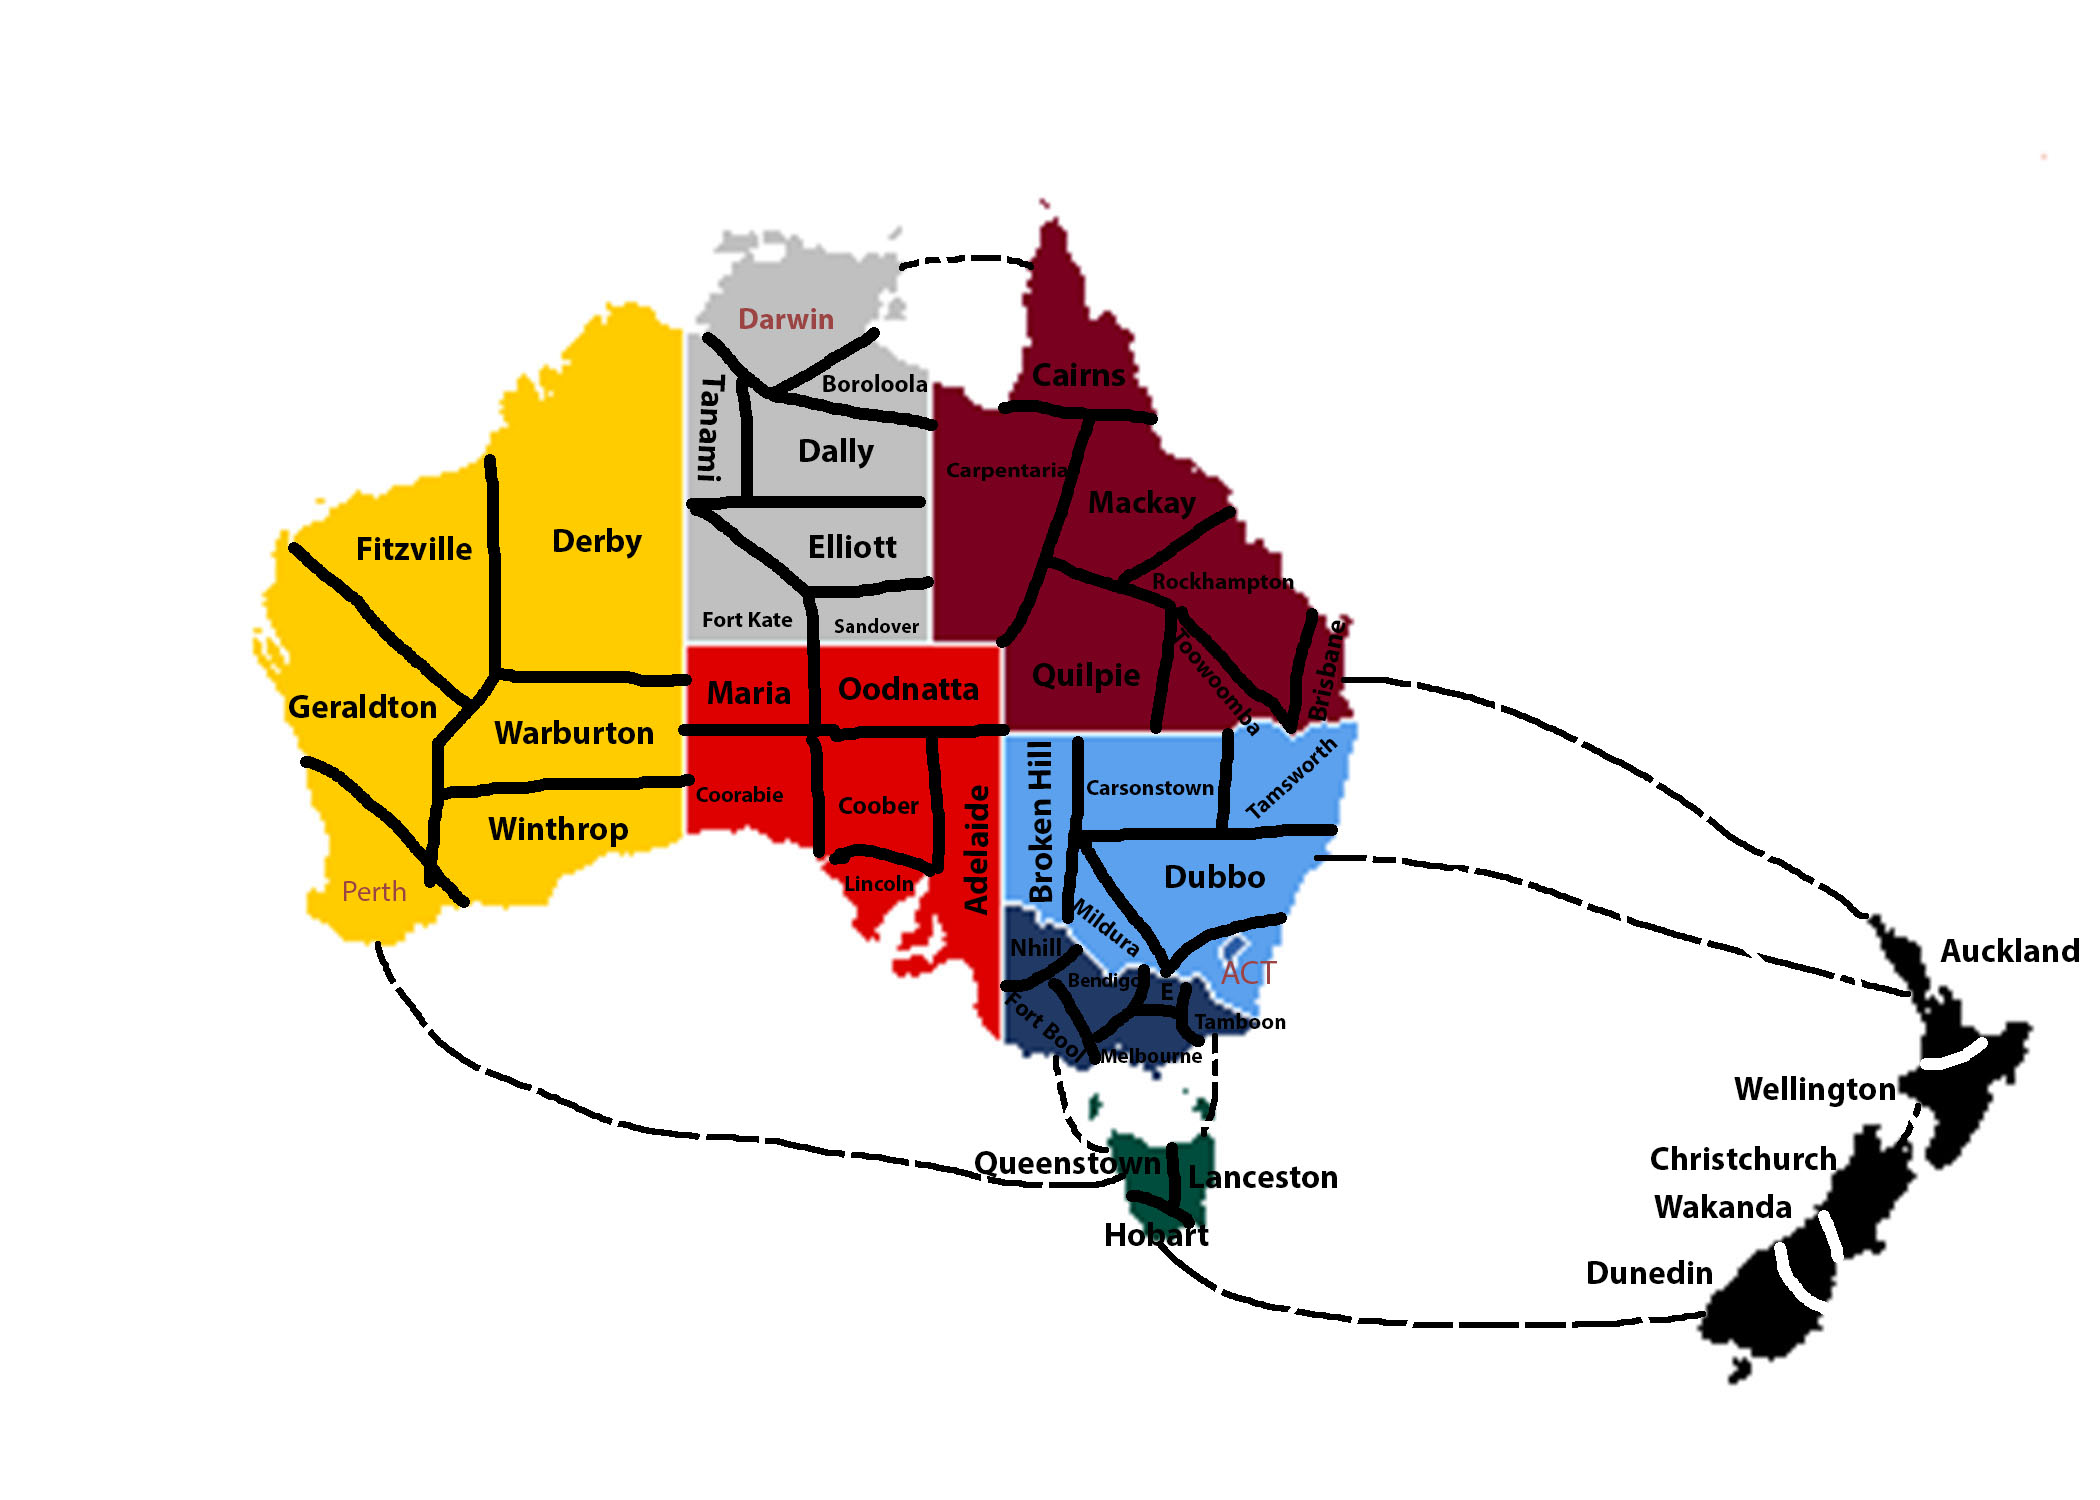 Darwin
Tanami
Boroloola
Dally
Elliott
Fort Kate
Sandover
Cairns
Carpentaria
Mackay
Rockhampton
Quilpie
Toowoomba
Brisbane
Fitzville
Derby
Geraldton
Warburton
Winthrop
Perth
Maria
Oodnatta
Coorabie
Coober
Lincoln
Adelaide
Broken Hill
Carsonstown
Tamsworth
Dubbo
Mildura
ACT
Nhill
Bendigo
E
Tamboon
Fort Bool
Melbourne
Queenstown
Lanceston
Hobart
Auckland
Wellington
Christchurch
Wakanda
Dunedin